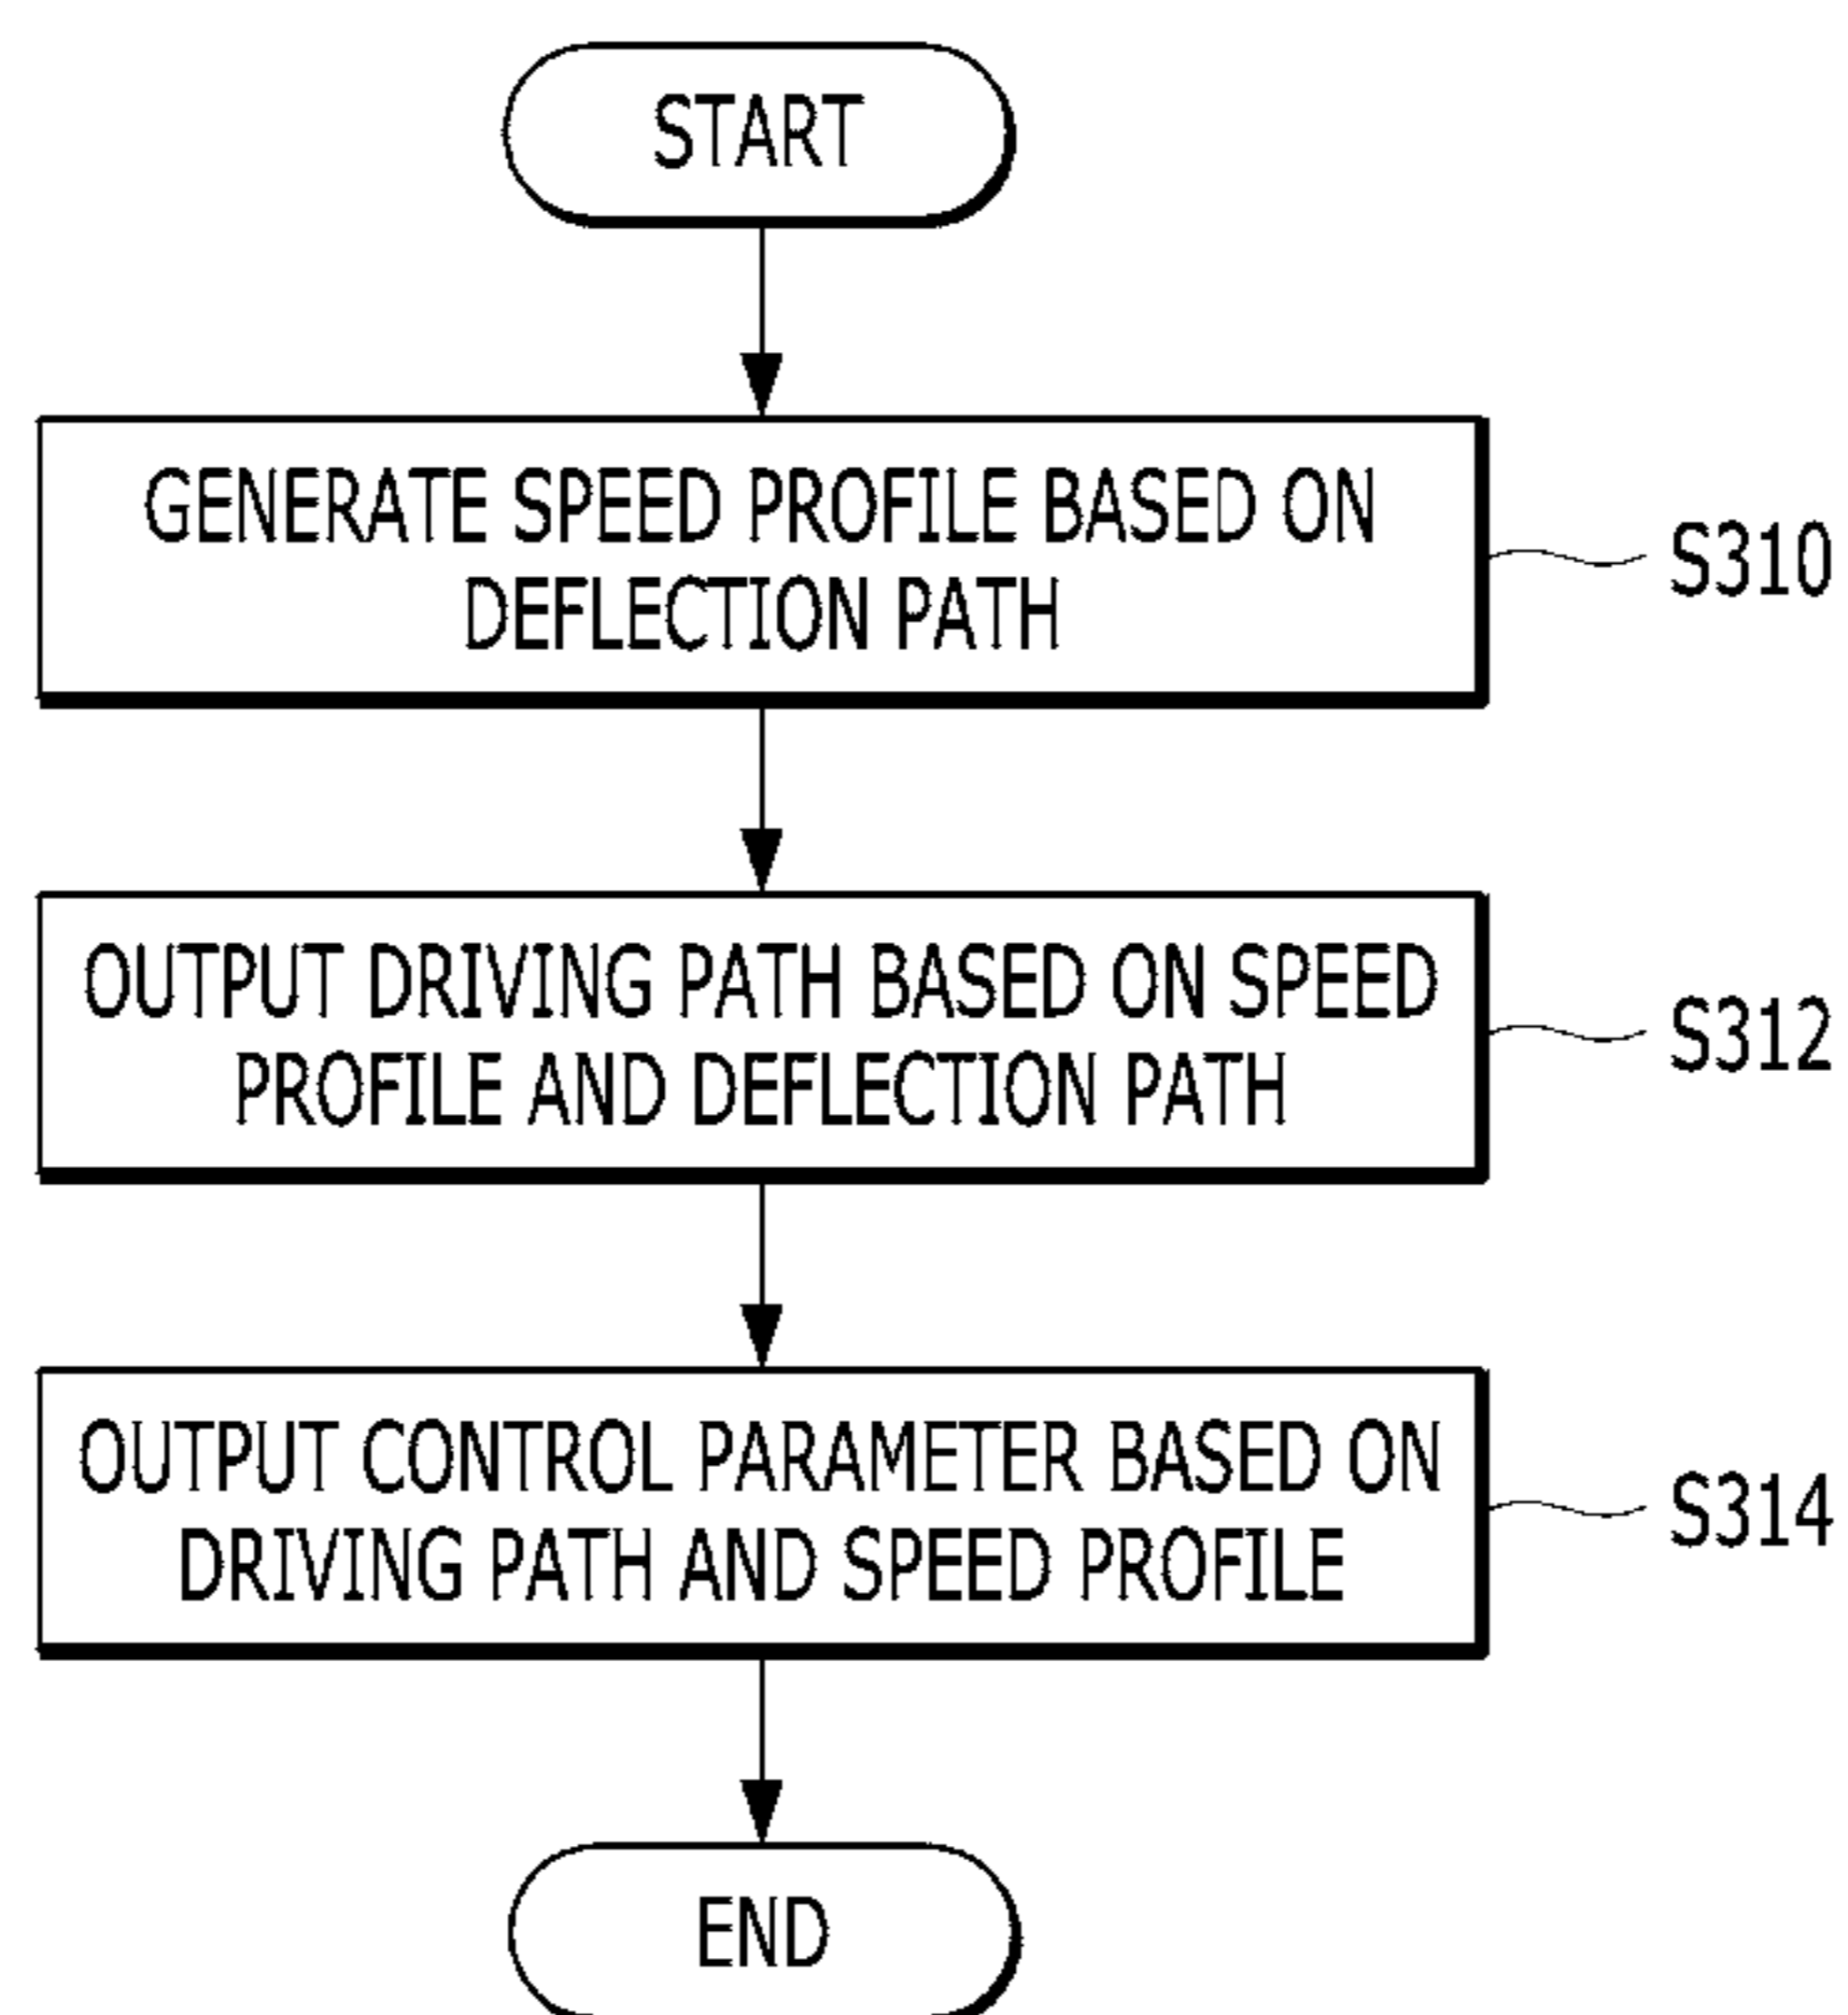 START
GENERATE SPEED PROFILE BASED ON
DEFLECTION PATH
S310
OUTPUT DRIVING PATH BASED ON SPEED
PROFILE AND DEFLECTION PATH
S312
OUTPUT CONTROL PARAMETER BASED ON
DRIVING PATH AND SPEED PROFILE
S314
END